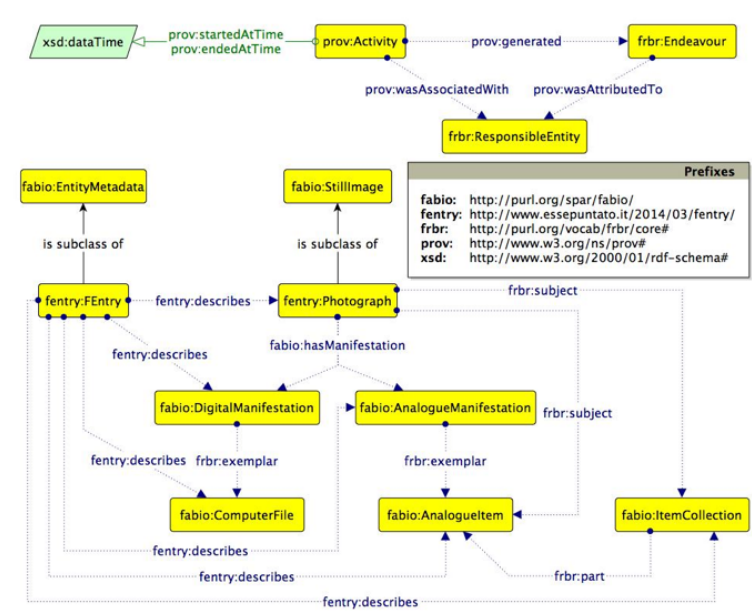 prov:startedAtTime
xsd:dataTime
prov:endedAtTime
prov:Activity
prov:generated
frbr:Endeavour
prov:wasAssociatedWith
prov:wasAttributedTo
frbr:ResponsibleEntity
Prefixes
fabio: http://purl.org/spar/fabio/
fentry: http://www.essepuntato.it/2014/03/fentry/
frbr: http://purl.org/vocab/frbr/core#
prov: http://www.w3.org/ns/prov#
xsd: http://www.w3.org/2000/01/rdf-schema#
fabio:EntityMetadata
fabio:StillImage
is subclass of
is subclass of
fentry:FEntry
fentry:describes
fentry:Photograph
frbr:subject
fabio:hasManifestation
fentry:describes
fabio:DigitalManifestation
fabio:AnalogueManifestation
frbr:subject
fentry:describes
frbr:exemplar
frbr:exemplar
fabio:ComputerFile
fabio:AnalogueItem
fabio:ItemCollection
fentry:describes
fentry:describes
frbr:part
fentry:describes